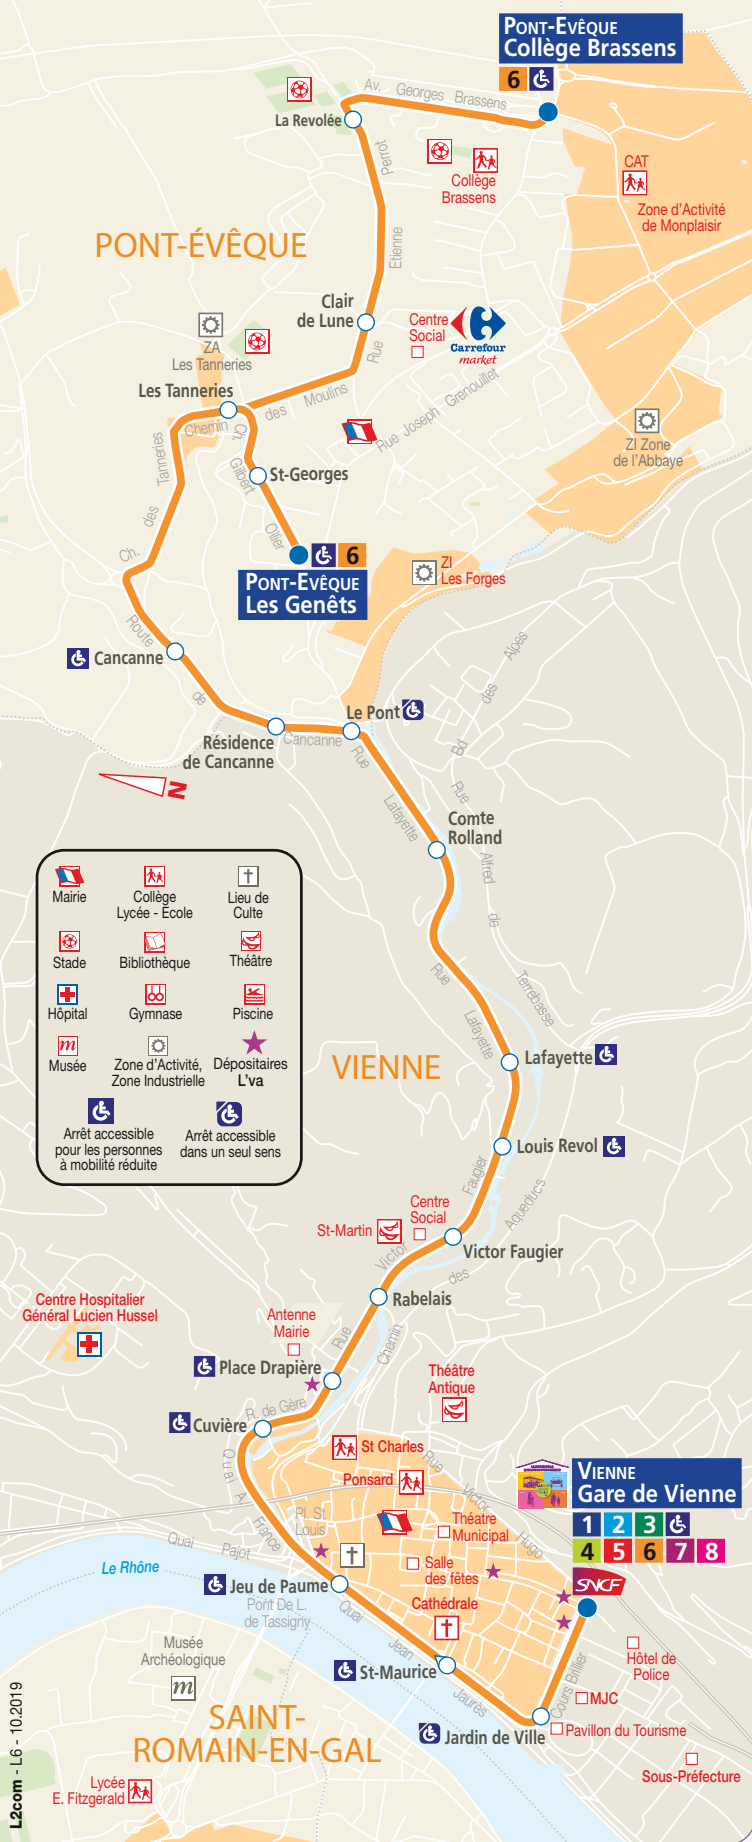 PONT-EVÊQUE
Collège Brassens
6
Av. Georges Brassens
La Revolée
Perrot
Collège
Brassens
CAT
Zone d'Activité
de Monplaisir
PONT-ÉVÊQUE
Etienne
Clair
de Lune
Centre
Social
Carrefour
market
ZA
Les Tanneries
Rue
Les Tanneries
des Moulins
Rue Joseph Grenouillet
Chemin
Ch.
Gilbert
Ollier
Tanneries
des
Ch.
St-Georges
ZI Zone
de l'Abbaye
6
PONT-EVÊQUE
Les Genêts
ZI
Les Forges
Route
de
Cancanne
Cancanne
Le Pont
Résidence
de Cancanne
Alpes
des
Bd
N
Rue
Lafayette
Comte
Rolland
Rue
Alfred
de
Terrebasse
Rue
Lafayette
Mairie
Collège
Lycée - Ecole
Lieu de
Culte
Stade
Bibliothèque
Théâtre
Hôpital
Gymnase
Piscine
m
Musée
Zone d'Activité,
Zone Industrielle
Dépositaires
L'va
Arrêt accessible
pour les personnes
à mobilité réduite
Arrêt accessible
dans un seul sens
VIENNE
Lafayette
Louis Revol
Faugier
Victor
Aqueducs
des
Chemin
Centre
Social
St-Martin
Victor Faugier
Rabelais
Centre Hospitalier
Général Lucien Hussel
Antenne
Mairie
Rue
Place Drapière
Théâtre
Antique
R. de Gère
Cuvière
St Charles
Ponsard
Rue
Victor
Hugo
Quai A. France
VIENNE
Gare de Vienne
1 2 3
4 5 6 7 8
SNCF
Pl. St
Louis
Théatre
Municipal
Salle
des fêtes
Cathédrale
Quai Pajot
Le Rhône
Jeu de Paume
Pont De L.
de Tassigny
Quai
Jean
Jaurès
St-Maurice
Musée
Archéologique
m
Cours Brillier
Hôtel de
Police
MJC
Jardin de Ville
Pavillon du Tourisme
Sous-Préfecture
SAINT-
ROMAIN-EN-GAL
Lycée
E. Fitzgerald
L2com - L6 - 10.2019